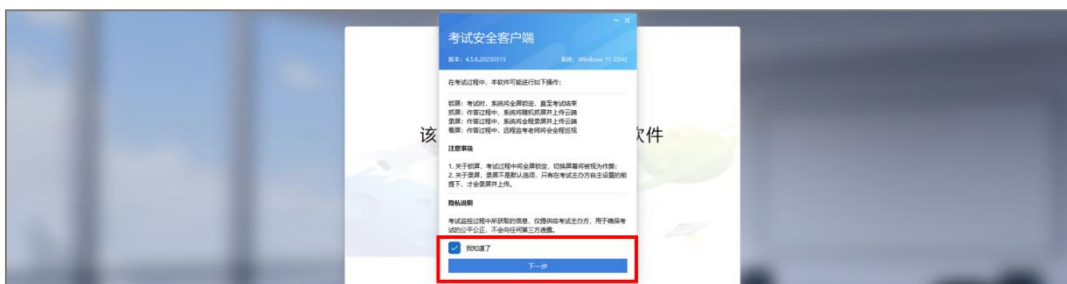 考试安全客户端
版本：4.5.6.20230315 系统：Windows 11 22H2
在考试过程中，本软件可能进行如下操作：
锁屏：考试时，系统将全屏锁定，直至考试结束
抓屏：作答过程中，系统将随机抓屏并上传云端
录屏：作答过程中，系统将全程录屏并上传云端
看屏：作答过程中，远程监考老师将会全程巡视
该
软件
注意事项
1. 关于锁屏，考试过程中将全屏锁定，切换屏幕将被视为作弊；
2. 关于录屏，录屏不是默认选项，只有在考试主办方自主设置的前
提下，才会录屏并上传。
隐私说明
考试监控过程中所获取的信息，仅提供给考试主办方，用于确保考
试的公平公正，不会向任何第三方透露。
我知道了
下一步